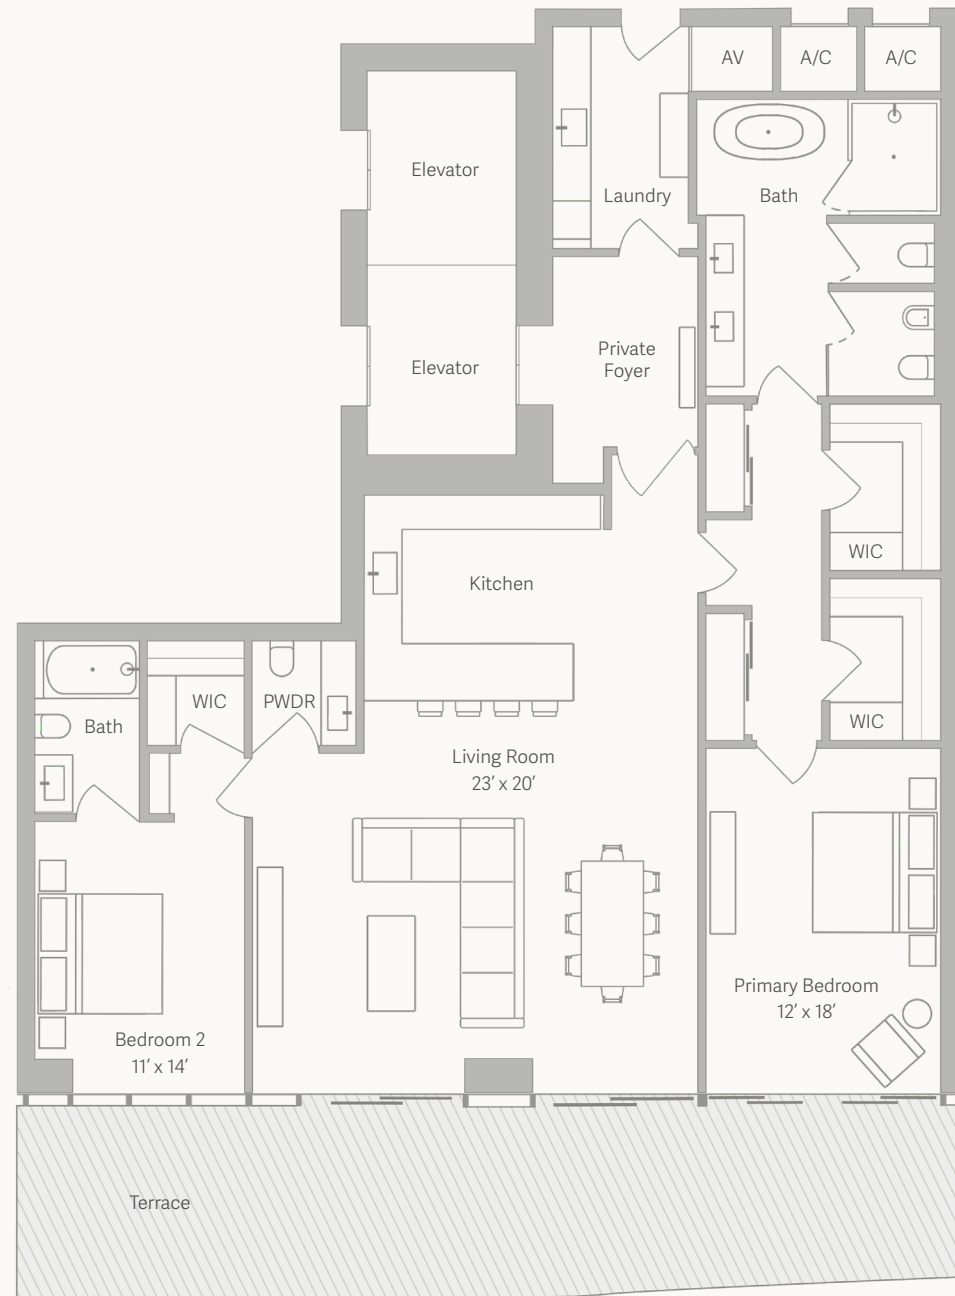 AV
A/C
A/C
Elevator
Laundry
Bath
Private
Foyer
Elevator
WIC
Kitchen
WIC
PWDR
Bath
WIC
Living Room
23’ x 20’
Primary Bedroom
12’ x 18’
Bedroom 2
11’ x 14’
Terrace